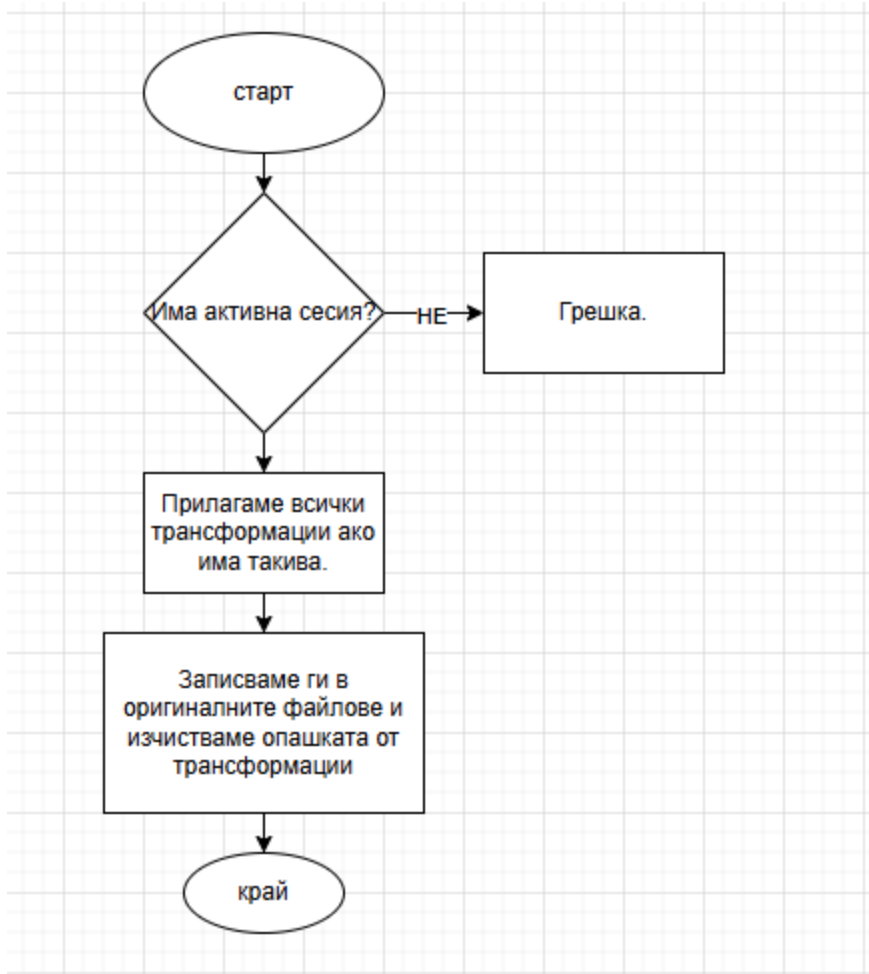 старт
Има активна сесия?
НЕ
Грешка.
Прилагаме всички
трансформации ако
има такива.
Записваме ги в
оригиналните файлове и
изчистваме опашката от
трансформации
край